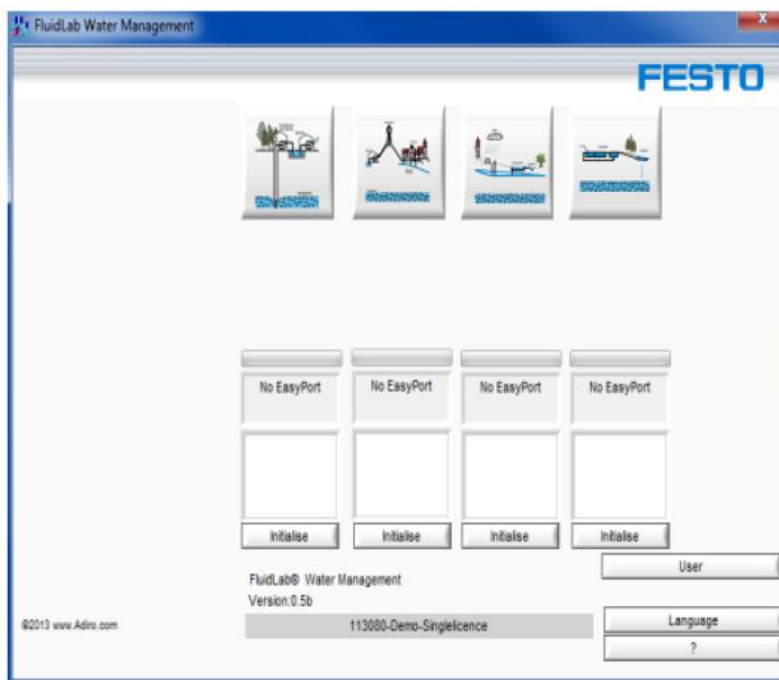 FluidLab Water Management
X
FESTO
No EasyPort No EasyPort No EasyPort No EasyPort
Initialise Initialise Initialise Initialise
User
FluidLab® Water Management
Version:0.5b
©2013 www.Adiro.com
113080-Demo-Singlelicence
Language
?